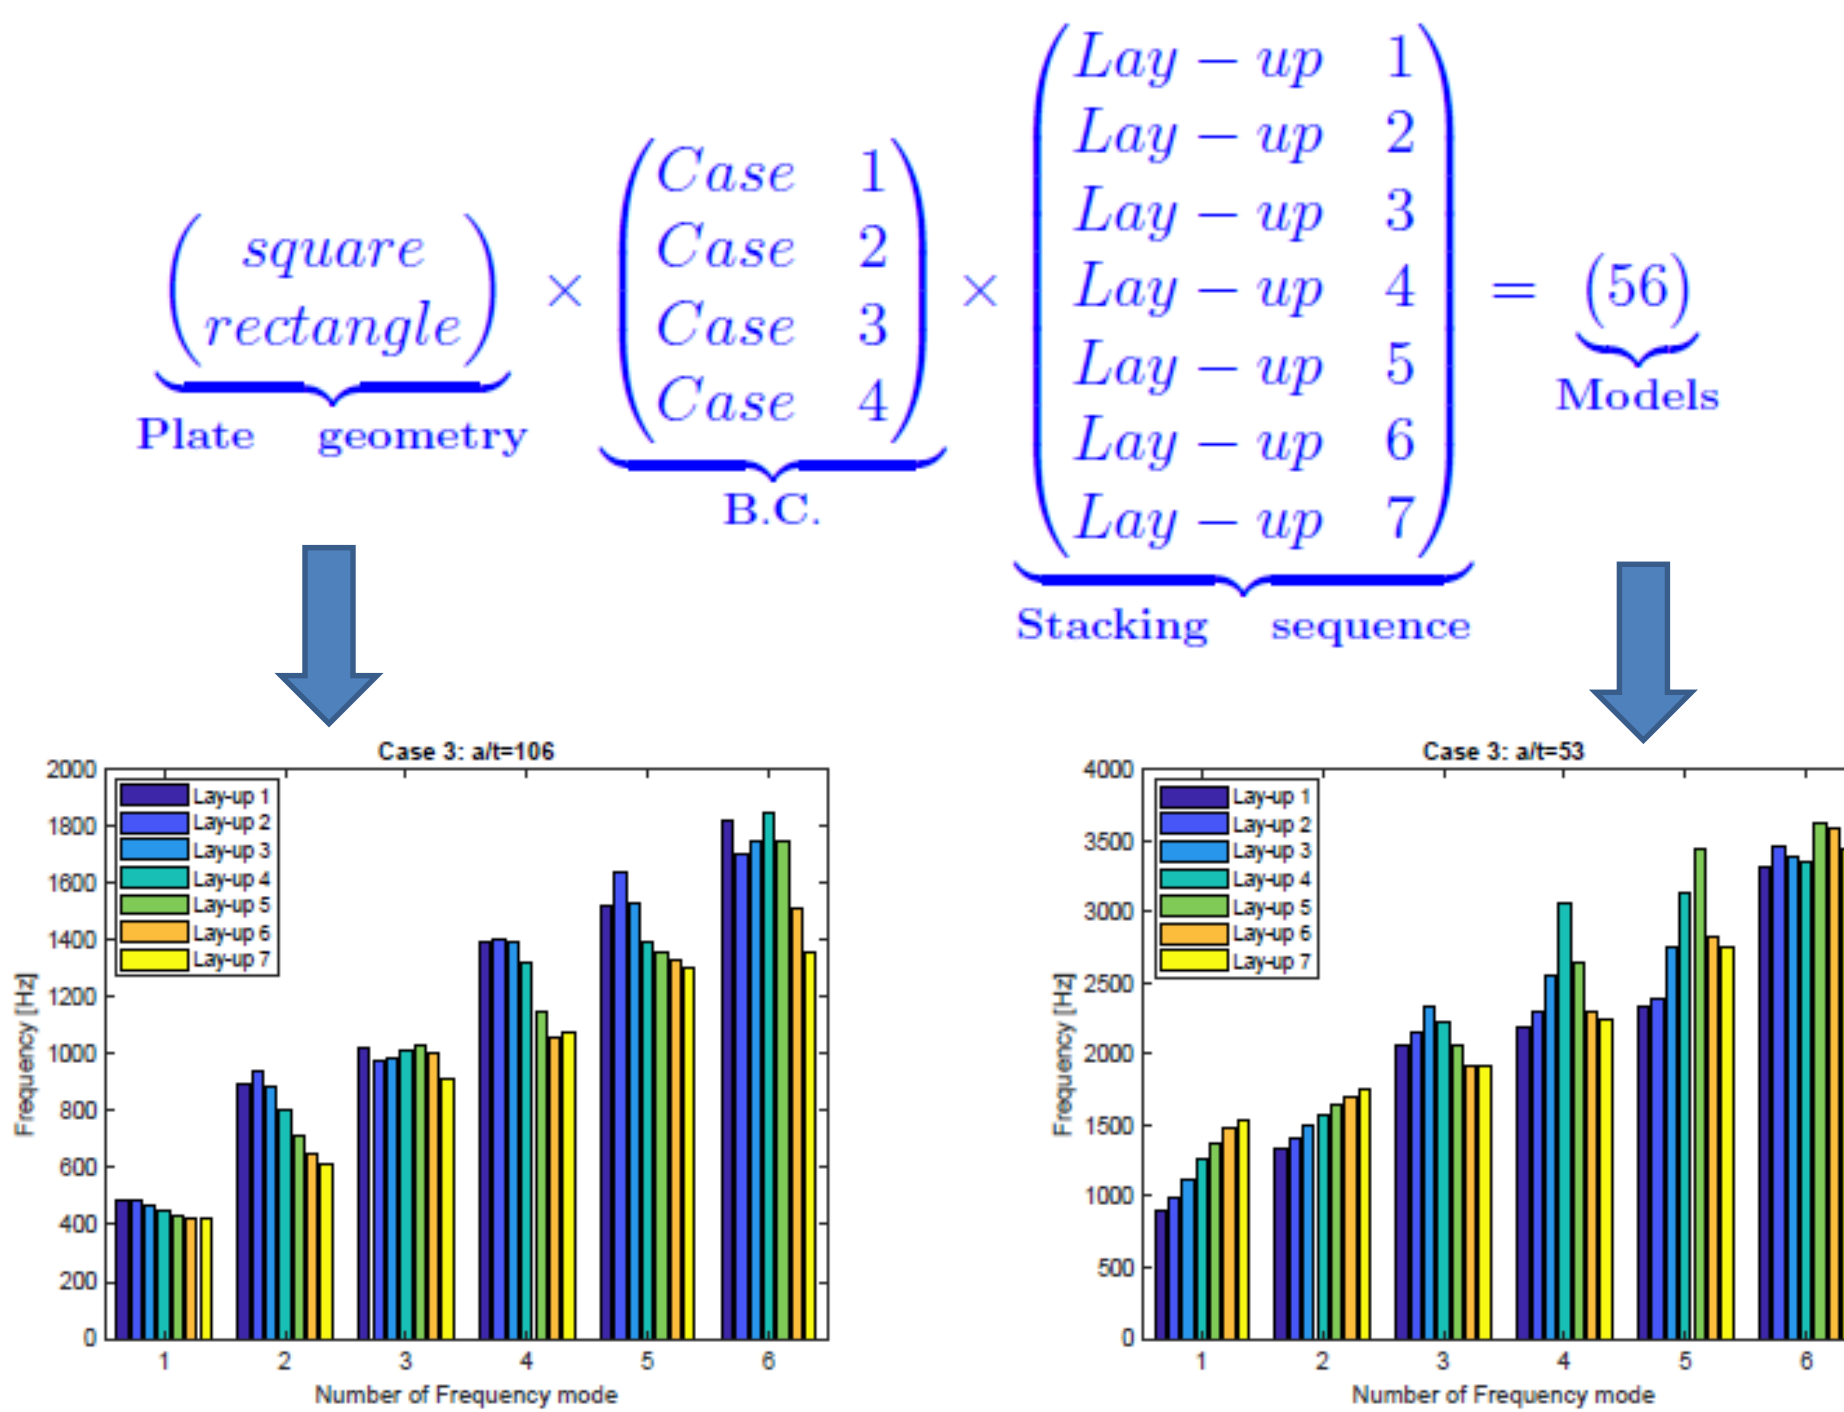 (square rectangle) × (Case 1 Case 2 Case 3 Case 4) × (Lay – up 1 Lay – up 2 Lay – up 3 Lay – up 4 Lay – up 5 Lay – up 6 Lay – up 7) = (56)
Plate geometry
B.C.
Stacking sequence
Models
Case 3: a/t=106
2000
1800
1600
1400
1200
1000
800
600
400
200
0
Frequency [Hz]
Lay-up 1
Lay-up 2
Lay-up 3
Lay-up 4
Lay-up 5
Lay-up 6
Lay-up 7
1 2 3 4 5 6
Number of Frequency mode
Case 3: a/t=53
4000
3500
3000
2500
2000
1500
1000
500
0
Frequency [Hz]
Lay-up 1
Lay-up 2
Lay-up 3
Lay-up 4
Lay-up 5
Lay-up 6
Lay-up 7
1 2 3 4 5 6
Number of Frequency mode